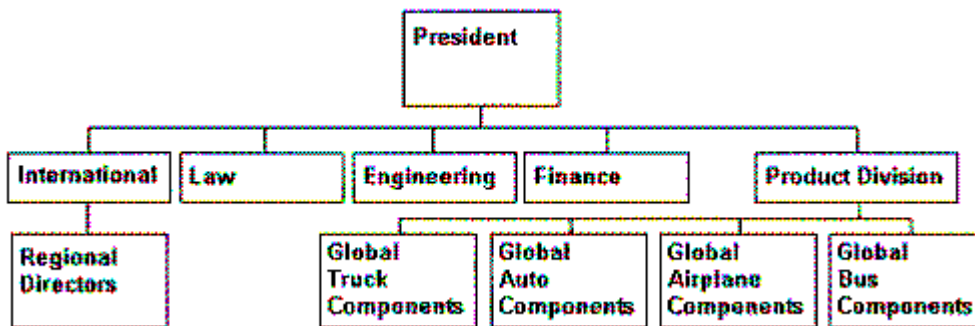 President
International
Law
Engineering
Finance
Product Division
Regional
Directors
Global
Truck
Components
Global
Auto
Components
Global
Airplane
Components
Global
Bus
Components